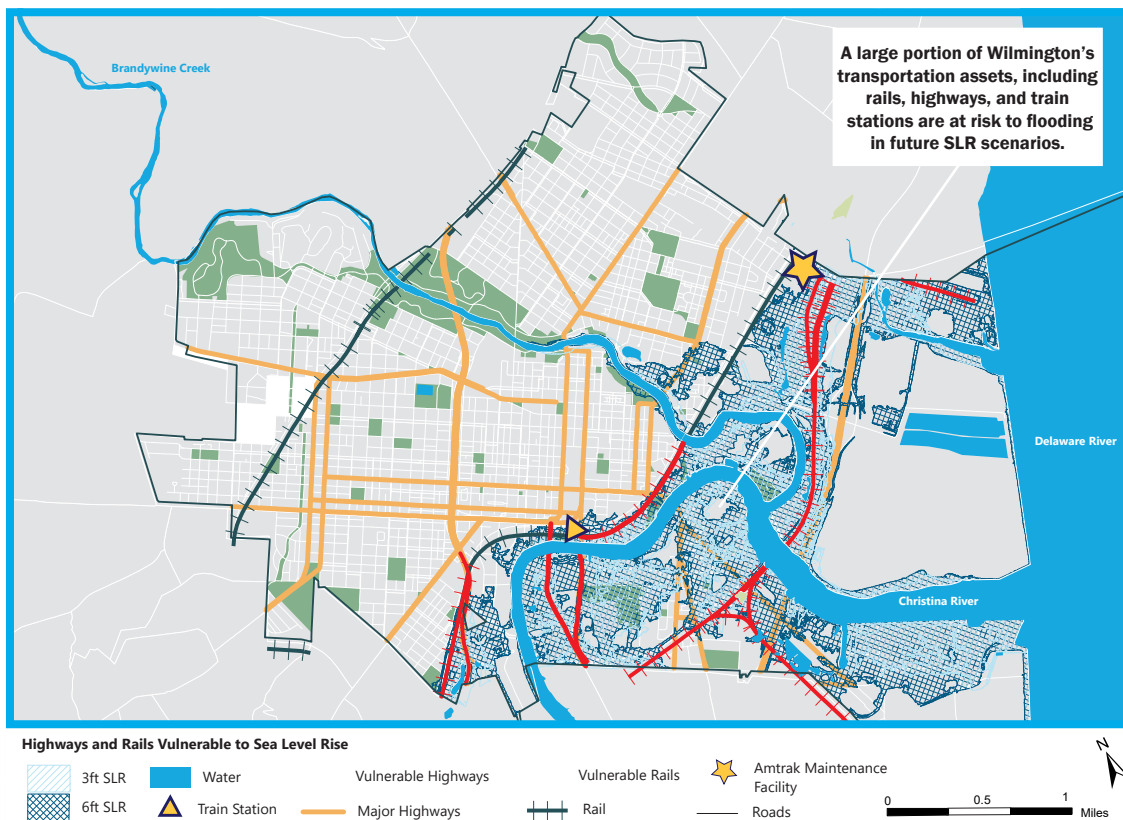 Brandywine Creek
A large portion of Wilmington's
transportation assets, including
rails, highways, and train
stations are at risk to flooding
in future SLR scenarios.
Delaware River
Christina River
Highways and Rails Vulnerable to Sea Level Rise
3ft SLR
6ft SLR
Water
Train Station
Vulnerable Highways
Major Highways
Vulnerable Rails
Rail
Amtrak Maintenance
Facility
Roads
N
0 0.5 1
Miles